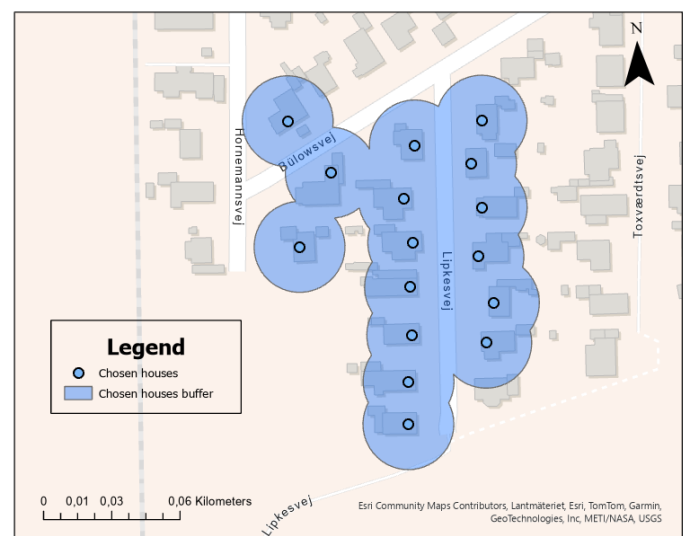 N
Hornemannsvej
Bülowsvej
Toxværdtsvej
Lipkesvej
Legend
Chosen houses
Chosen houses buffer
0 0,01 0,03 0,06 Kilometers
Lipkesvej
Esri Community Maps Contributors, Lantmäteriet, Esri, TomTom, Garmin,
GeoTechnologies, Inc, METI/NASA, USGS